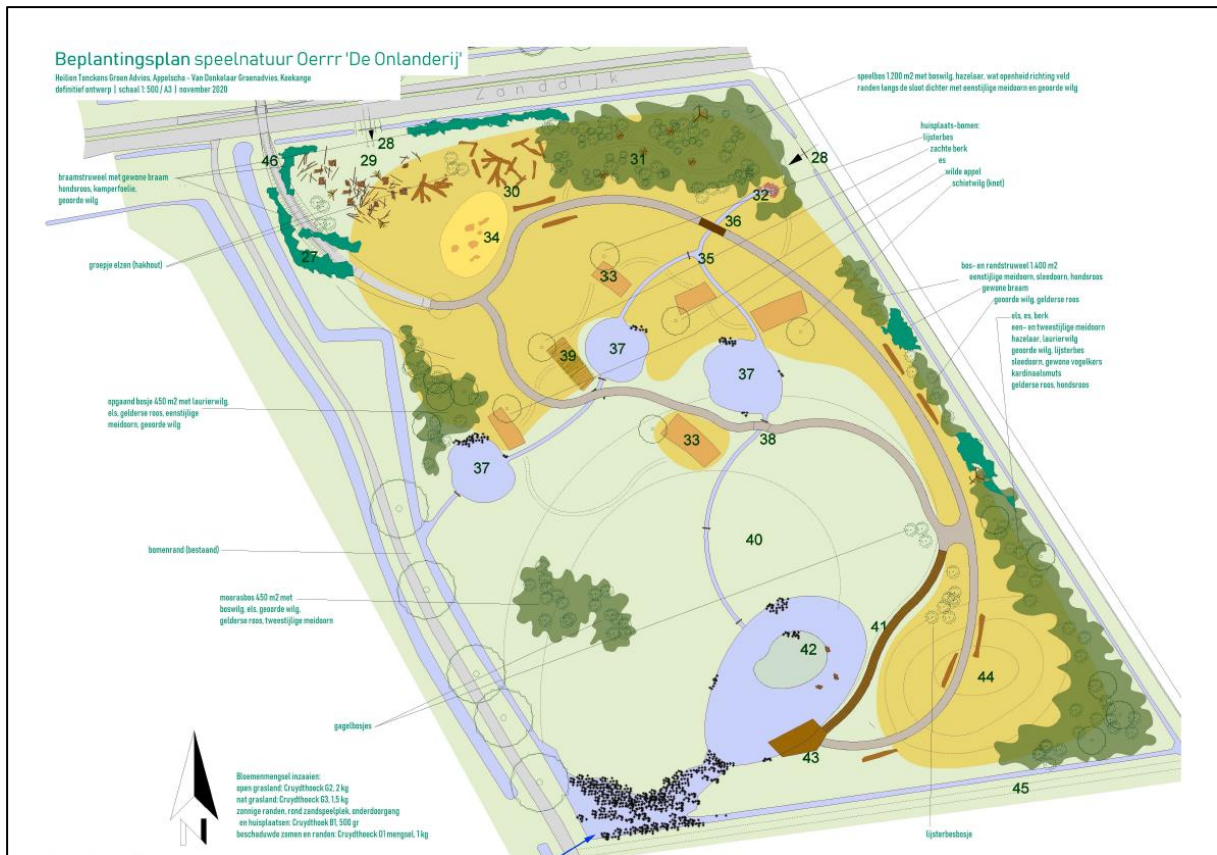 Beplantingsplan speelnatuur Oerrr 'De Onlanderij'
Heilien Tonckens Groen Advies, Appelscha - Van Donkelaar Groenadvies, Koekange
definitief ontwerp | schaal 1: 500 / A3 | november 2020
Zanddijk
speelbos 1.200 m2 met boswilg, hazelaar, wat openheid richting veld
randen langs de sloot dichter met eenstijlige meidoorn en geoorde wilg
huisplaats-bomen:
lijsterbes
zachte berk
es
wilde appel
schietwilg (knot)
braamstruweel met gewone braam
hondsroos, kamperfoelie,
geoorde wilg
groepje elzen (hakhout)
46
28
29
30
31
28
32
27
34
36
35
33
bos- en randstruweel 1.400 m2
eenstijlige meidoorn, sleedoorn, hondsroos
gewone braam
geoorde wilg, gelderse roos
els, es, berk
een- en tweestijlige meidoorn
hazelaar, laurierwilg
geoorde wilg, lijsterbes
sleedoorn, gewone vogelkers
kardinaalsmuts
gelderse roos, hondsroos
39
37
37
opgaand bosje 450 m2 met laurierwilg,
els, gelderse roos, eenstijlige
meidoorn, geoorde wilg
33
38
37
40
bomenrand (bestaand)
moerasbos 450 m2 met
boswilg, els, geoorde wilg,
gelderse roos, tweestijlige meidoorn
41
42
44
gagelbosjes
43
45
lijsterbesbosje
N
Bloemenmengsel inzaaien:
open grasland: Cruydthoeck G2, 2 kg
nat grasland: Cruydthoeck G3, 1,5 kg
zonnige randen, rond zandspeelplek, onderdoorgang
en huisplaatsen: Cruydthoek B1, 500 gr
beschaduwde zomen en randen: Cruydthoeck O1 mengsel, 1 kg